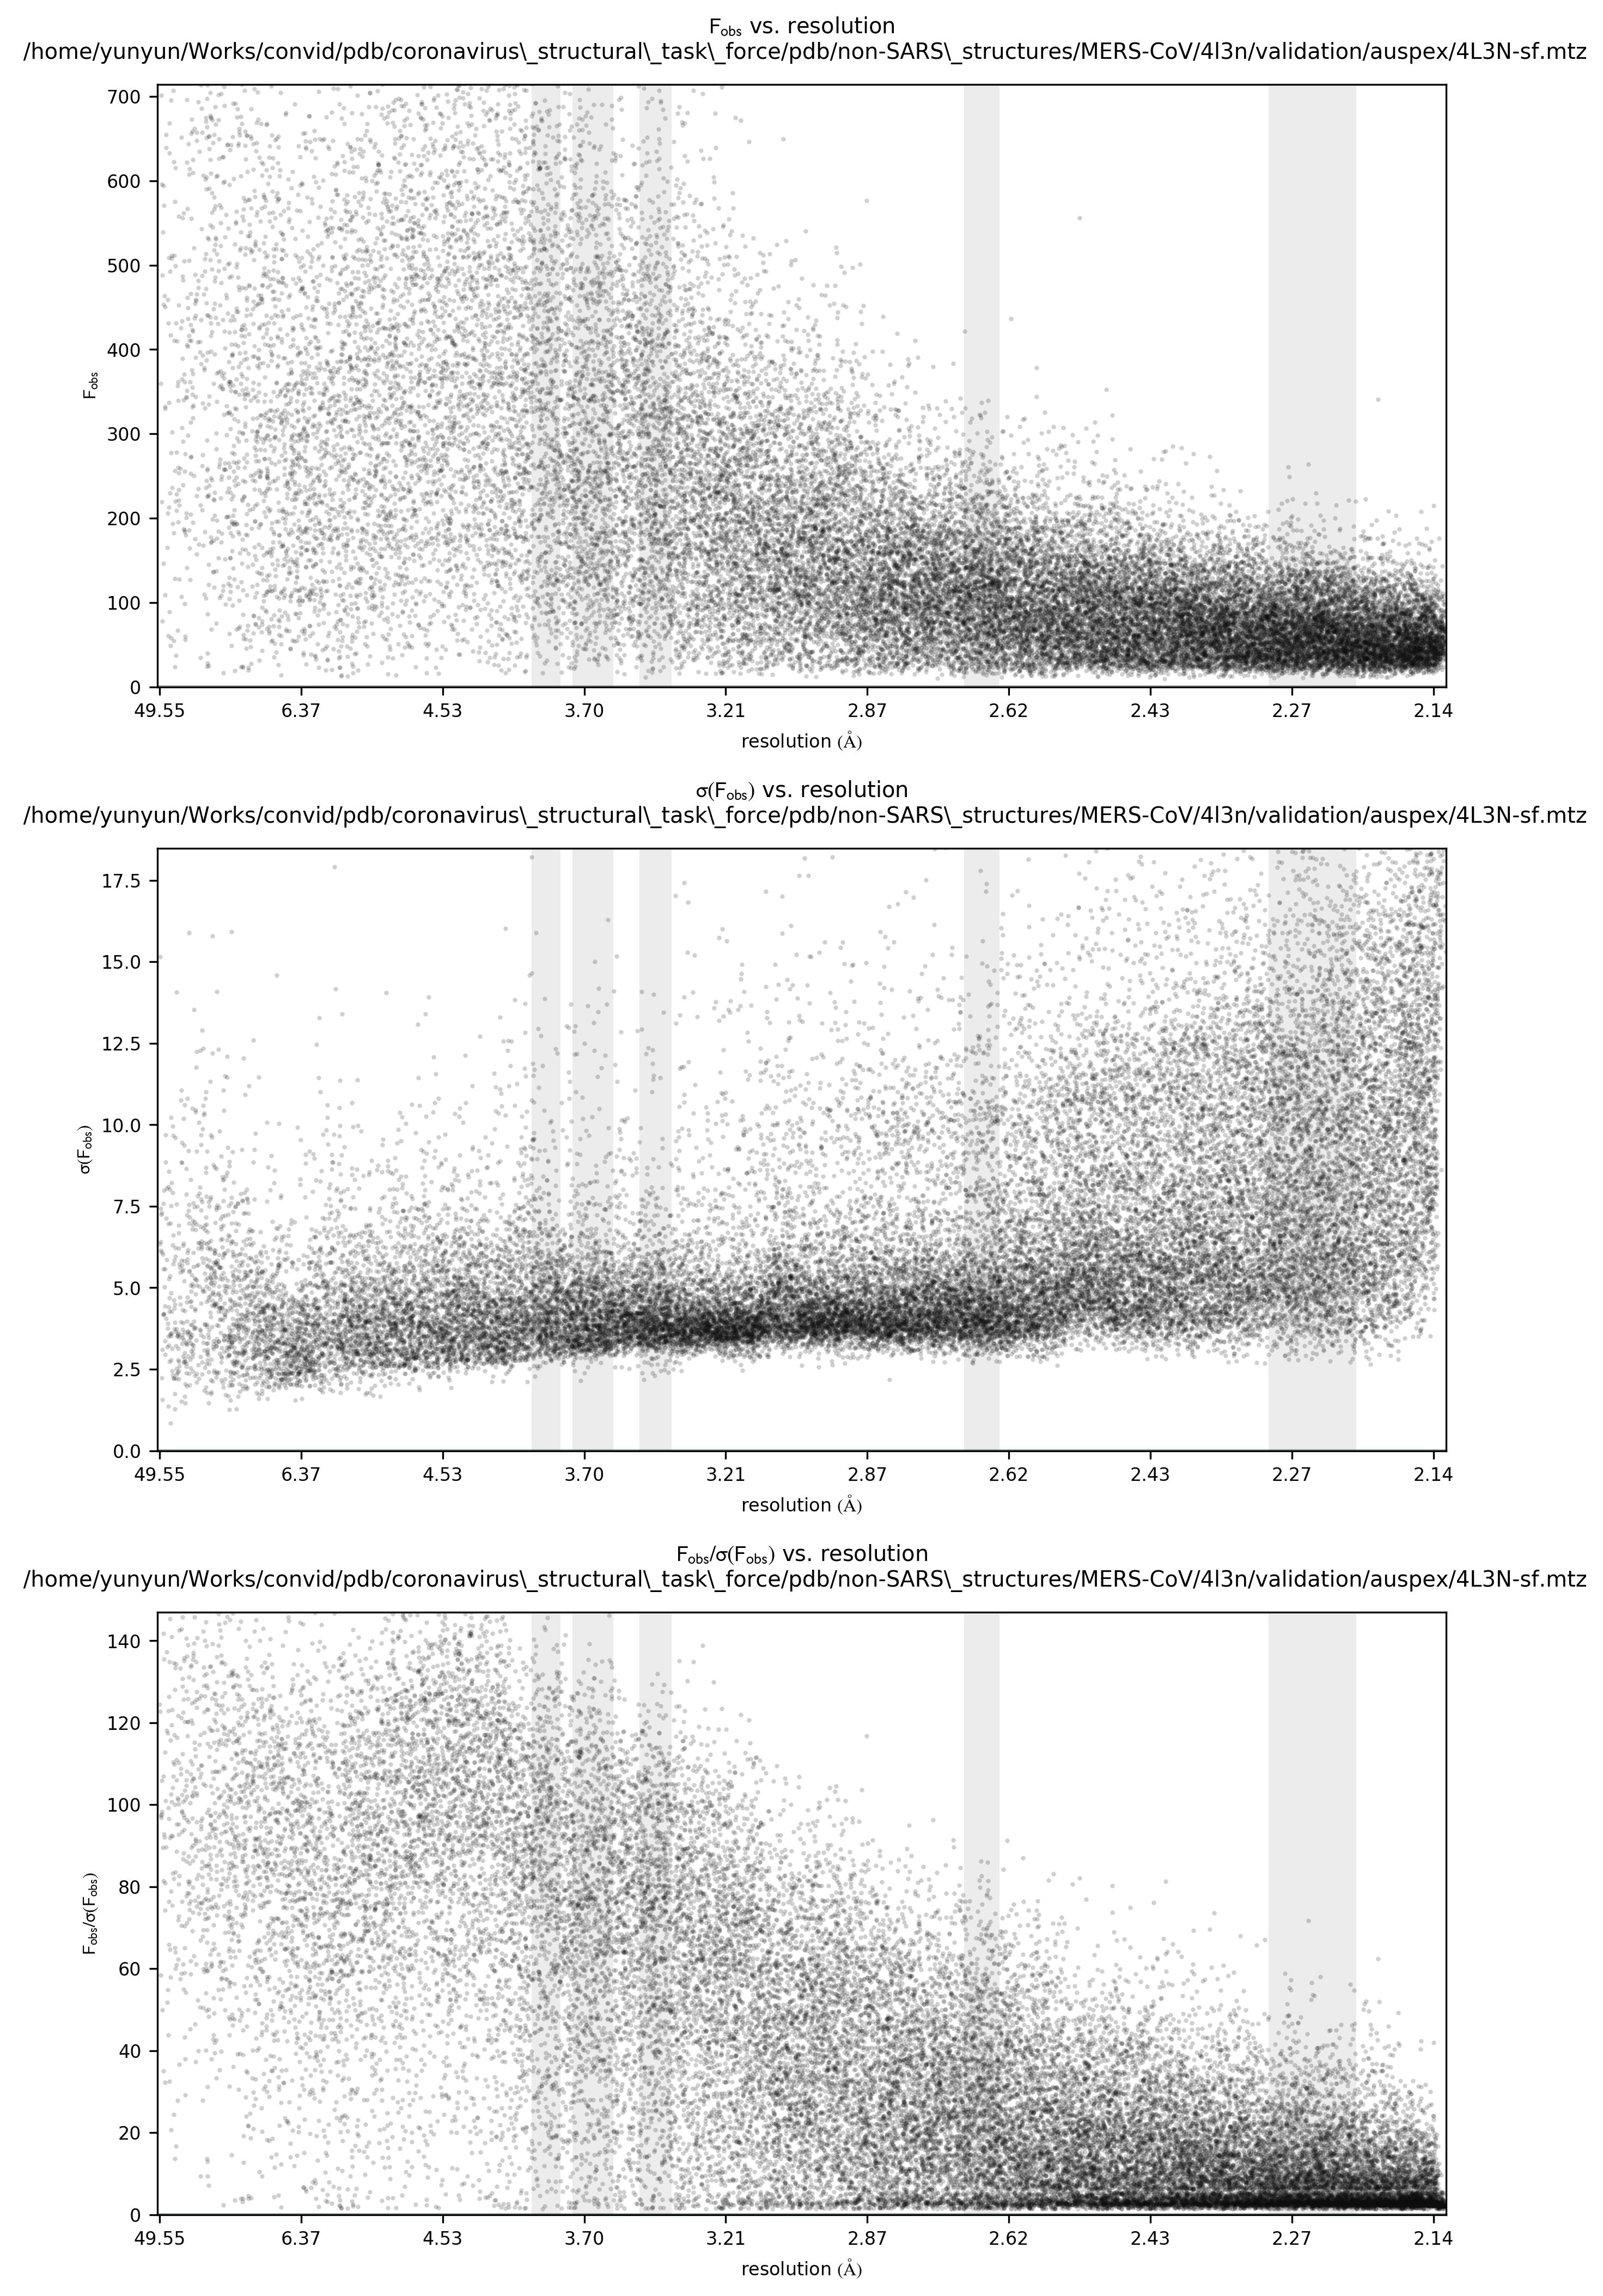 Fobs vs. resolution
/home/yunyun/Works/convid/pdb/coronavirus\_structural\_task\_force/pdb/non-SARS\_structures/MERS-CoV/4l3n/validation/auspex/4L3N-sf.mtz
700
600
500
400
300
200
100
0
Fobs
49.55 6.37 4.53 3.70 3.21 2.87 2.62 2.43 2.27 2.14
resolution (Å)
σ(Fobs) vs. resolution
/home/yunyun/Works/convid/pdb/coronavirus\_structural\_task\_force/pdb/non-SARS\_structures/MERS-CoV/4l3n/validation/auspex/4L3N-sf.mtz
17.5
15.0
12.5
10.0
7.5
5.0
2.5
0.0
σ(Fobs)
49.55 6.37 4.53 3.70 3.21 2.87 2.62 2.43 2.27 2.14
resolution (Å)
Fobs/σ(Fobs) vs. resolution
/home/yunyun/Works/convid/pdb/coronavirus\_structural\_task\_force/pdb/non-SARS\_structures/MERS-CoV/4l3n/validation/auspex/4L3N-sf.mtz
140
120
100
80
60
40
20
0
Fobs/σ(Fobs)
49.55 6.37 4.53 3.70 3.21 2.87 2.62 2.43 2.27 2.14
resolution (Å)